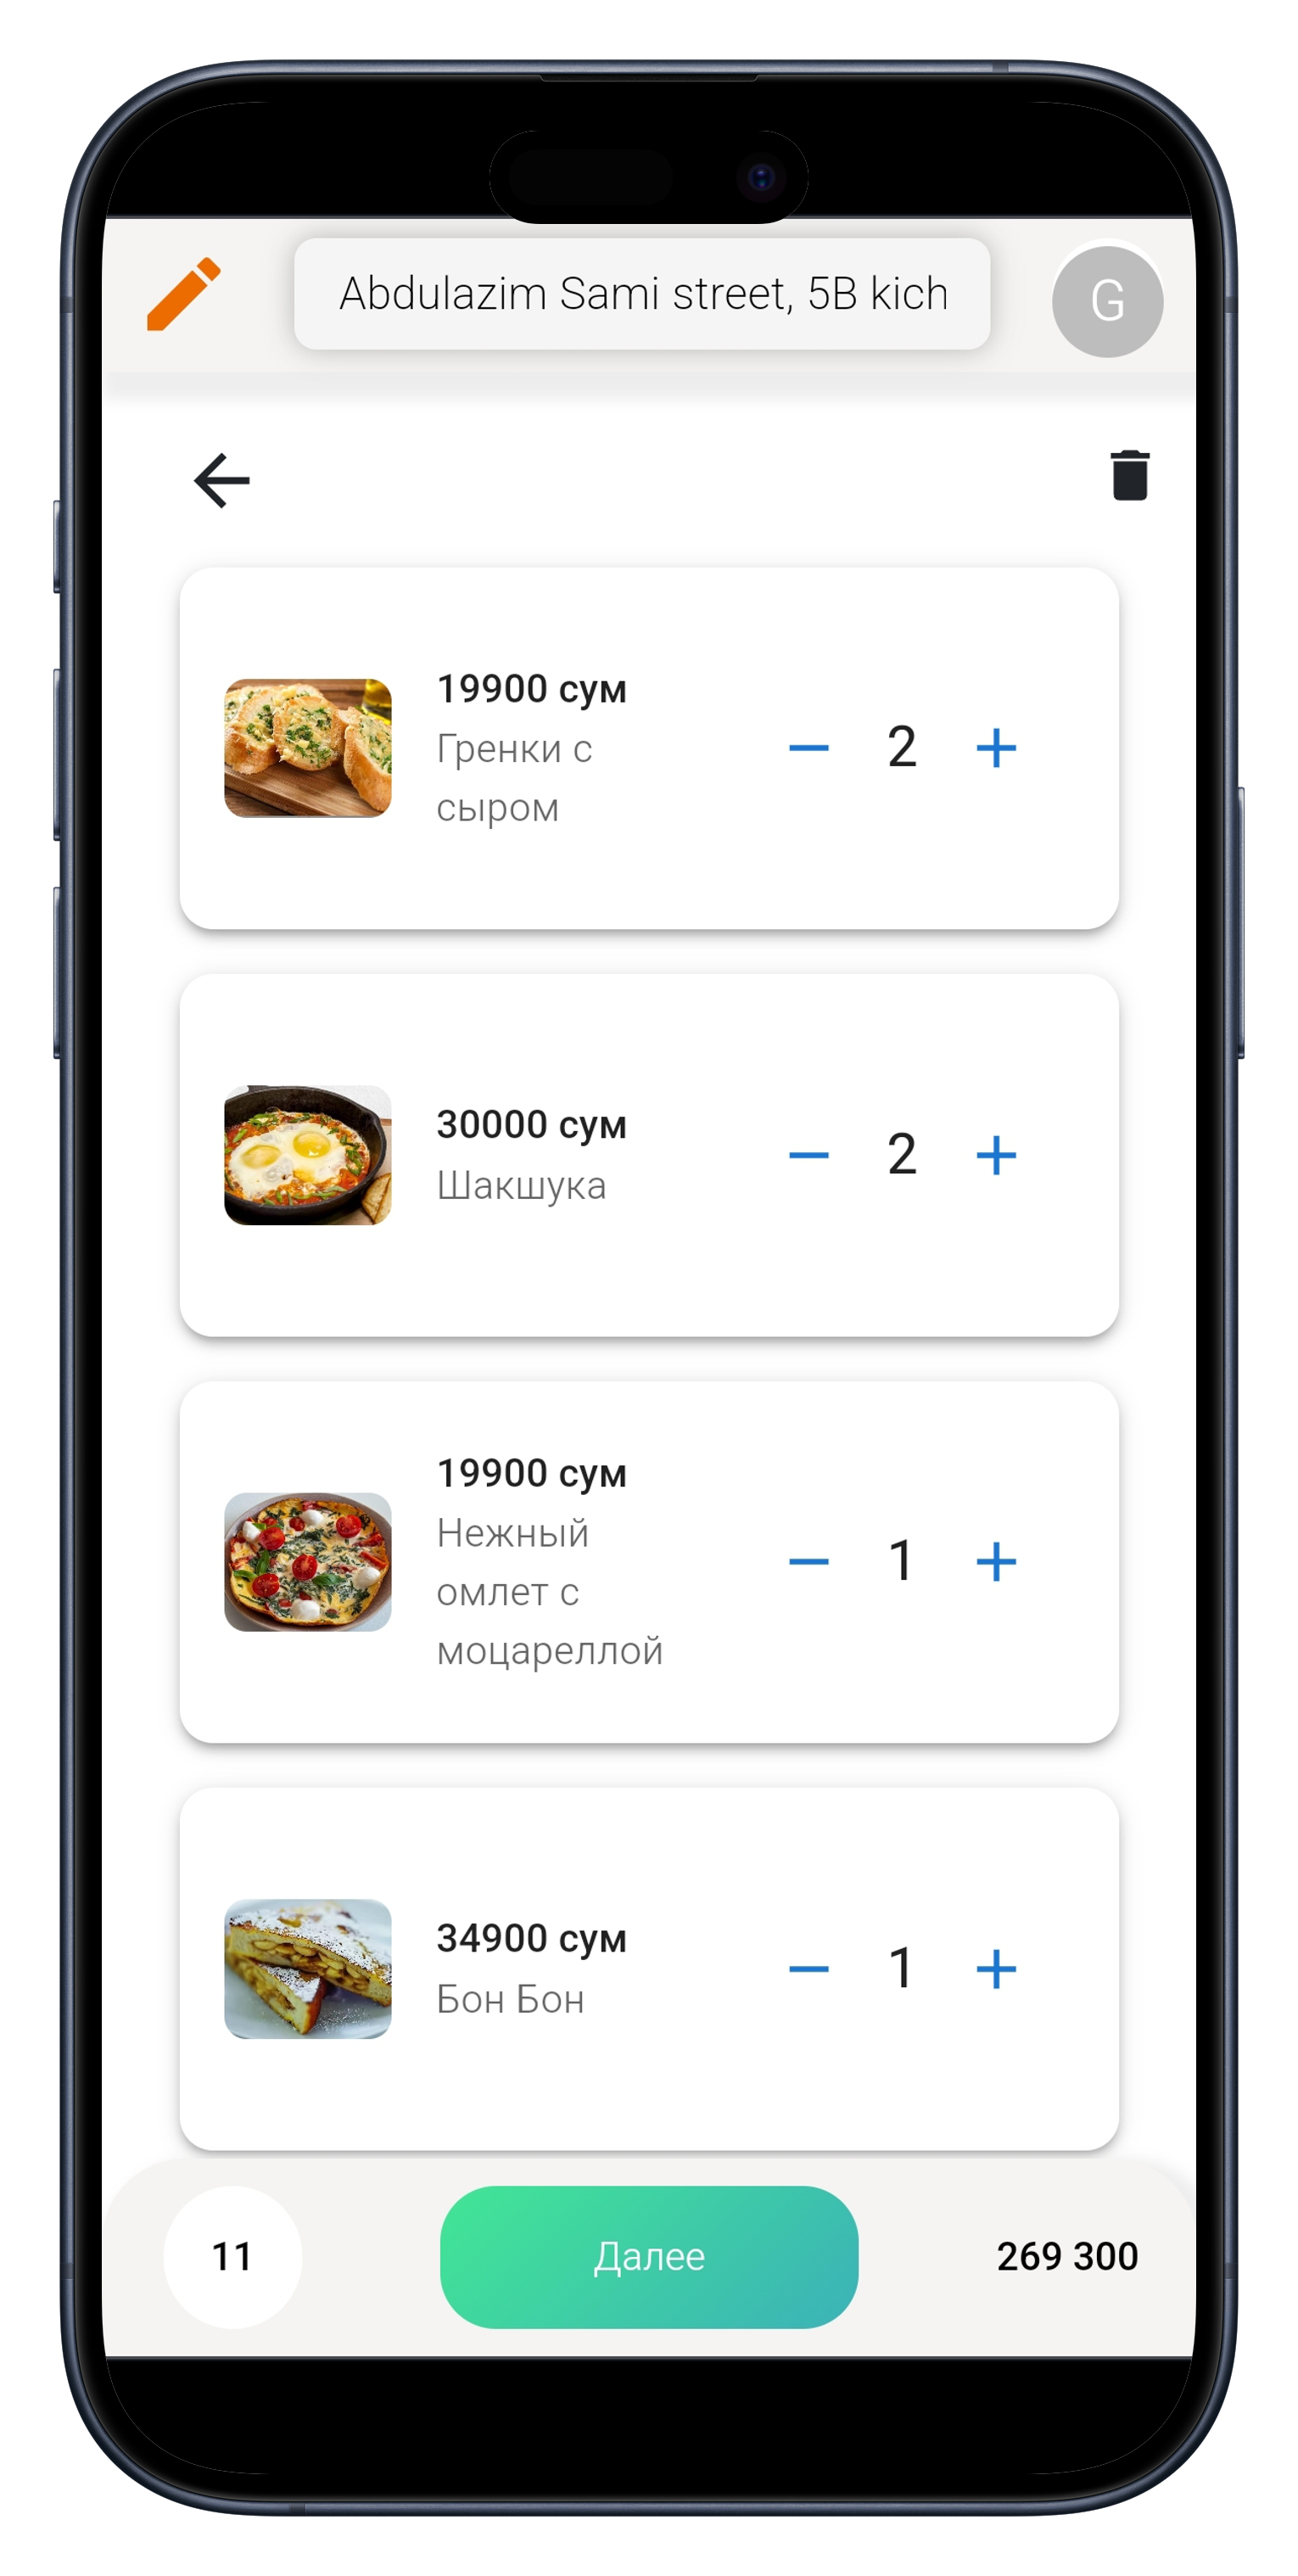 Abdulazim Sami street, 5B kich
G
19900 сум
Гренки с
сыром
2
30000 сум
Шакшука
2
19900 сум
Нежный
омлет с
моцареллой
1
34900 сум
Бон Бон
1
11
Далее
269 300